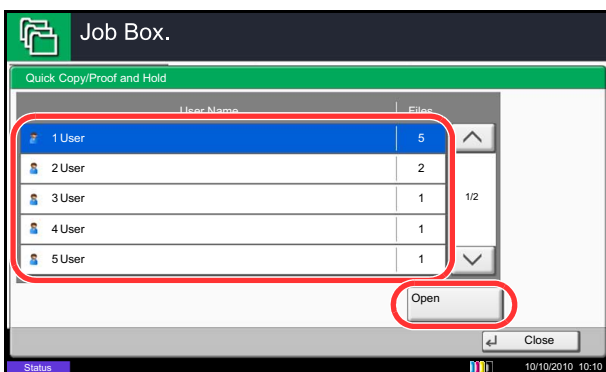 Job Box.
Quick Copy/Proof and Hold
User Name Files
1 User 5
2 User 2
3 User 1
1/2
4 User 1
5 User 1
Open
Close
Status 10/10/2010 10:10